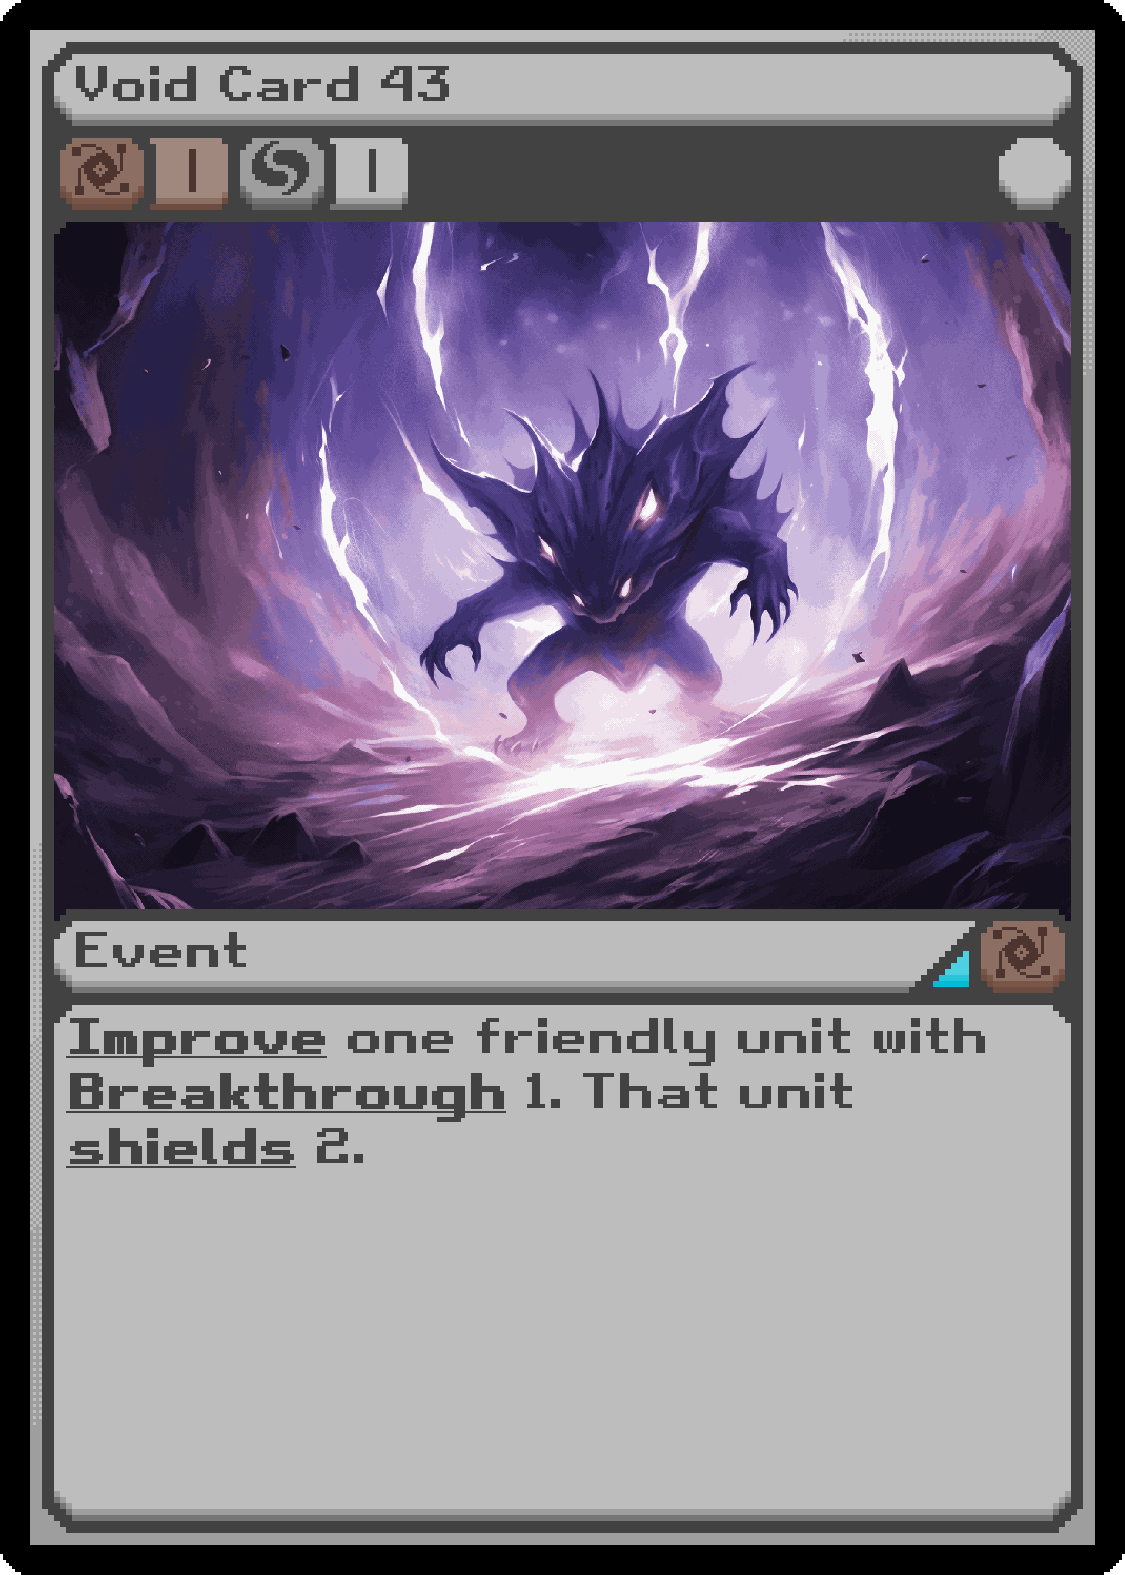 Void Card 43
1 1
Event
Improve one friendly unit with
Breakthrough 1. That unit
shields 2.